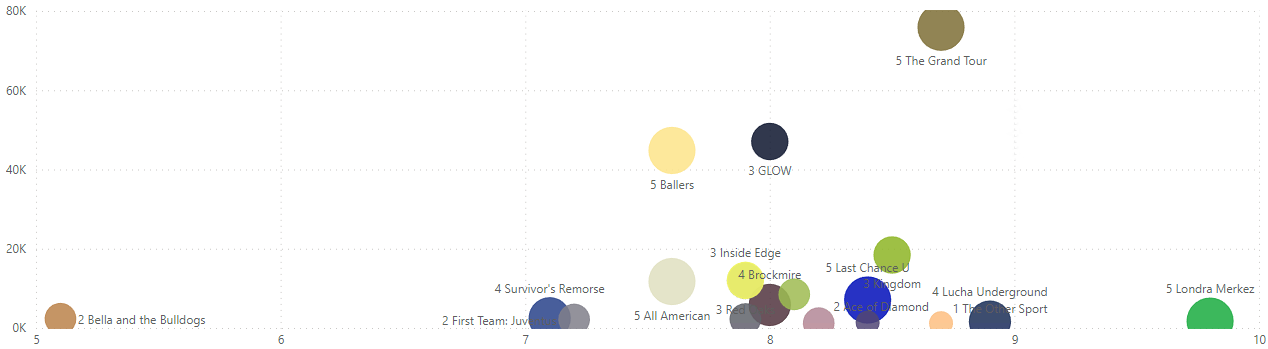 80K
5 The Grand Tour
60K
40K
3 GLOW
5 Ballers
20K
3 Inside Edge
5 Last Chance U
4 Brockmire
3 Kingdom
4 Survivor's Remorse
4 Lucha Underground
5 Londra Merkez
2 Ace of Diamond
3 Red
1 The Other Sport
5 All American
2 Bella and the Bulldogs
2 First Team:
0K
5
6
7
8
9
10